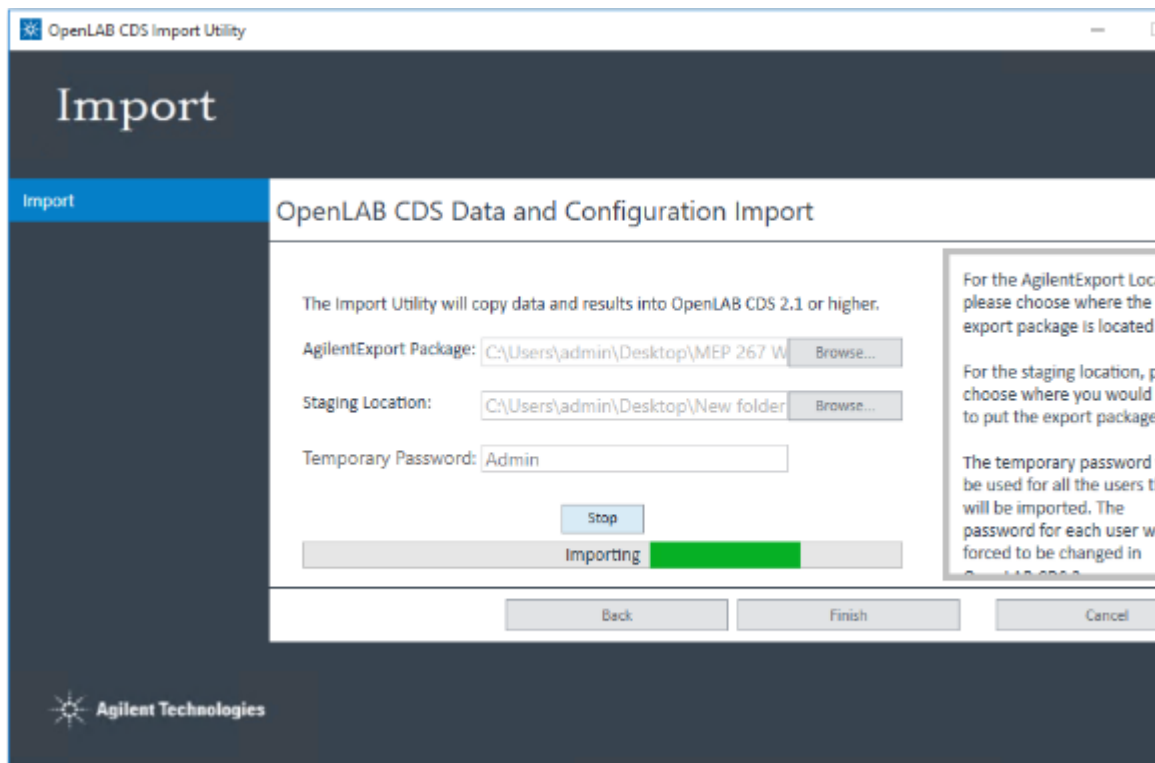 OpenLAB CDS Import Utility
Import
Import
OpenLAB CDS Data and Configuration Import
The Import Utility will copy data and results into OpenLAB CDS 2.1 or higher.
AgilentExport Package: C:\Users\admin\Desktop\MEP 267 W Browse...
Staging Location: C:\Users\admin\Desktop\New folder Browse...
Temporary Password: Admin
Stop
Importing
For the AgilentExport Loc
please choose where the
export package is located
For the staging location, p
choose where you would
to put the export package
The temporary password
be used for all the users t
will be imported. The
password for each user w
forced to be changed in
Back Finish Cancel
Agilent Technologies